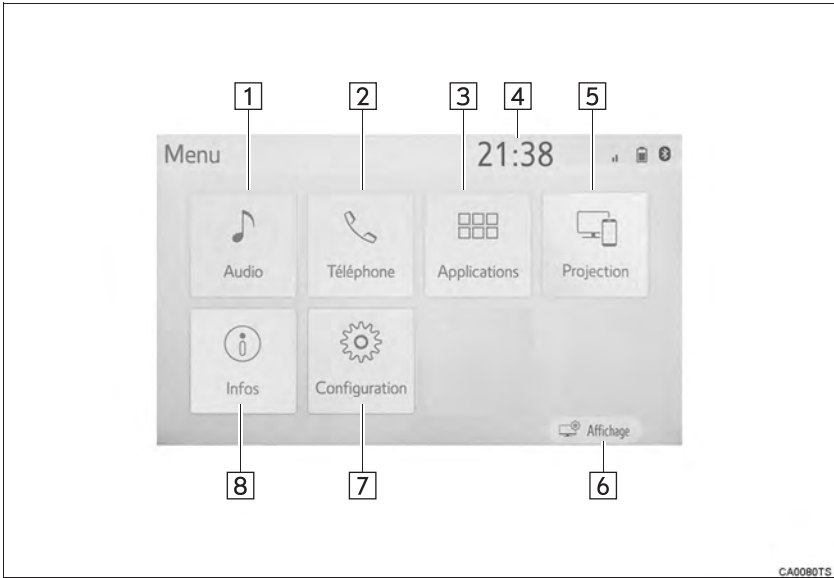 1 2 3 4 5
Menu 21:38
Audio Téléphone Applications Projection
Infos Configuration
Affichage
8 7 6
CA0080TS